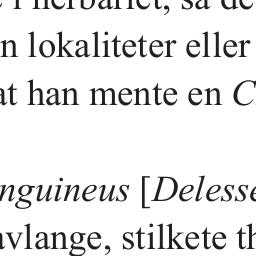 i herbariet, så de
n lokaliteter eller
at han mente en C
nguineus [Delesse
avlange, stilkete th